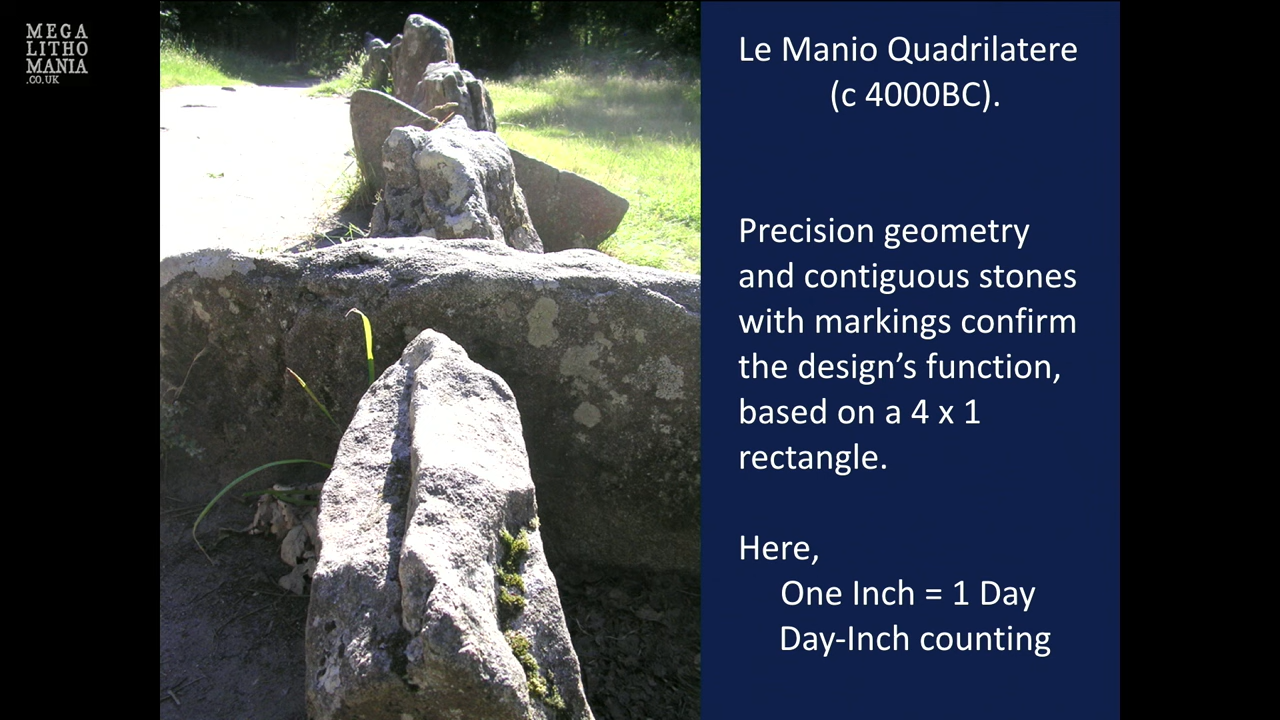 MEGA
LITHO
MANIA
.CO.UK
Le Manio Quadrilatere
(c 4000BC).
Precision geometry
and contiguous stones
with markings confirm
the design’s function,
based on a 4 x 1
rectangle.
Here,
One Inch = 1 Day
Day-Inch counting